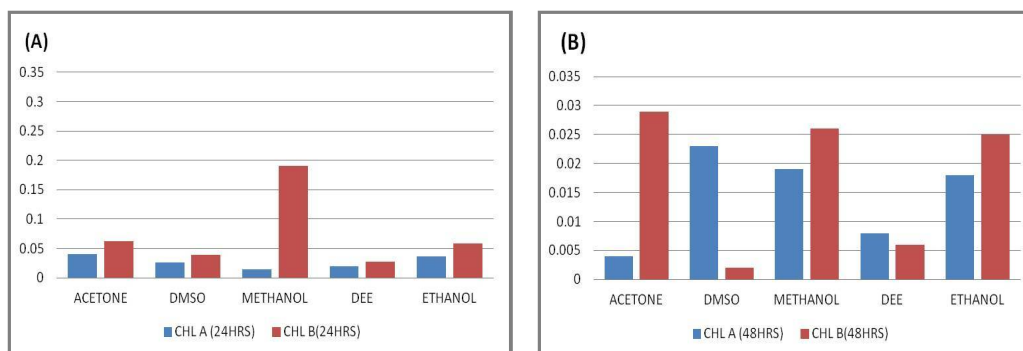 (A)
0.35
0.3
0.25
0.2
0.15
0.1
0.05
0
ACETONE DMSO METHANOL DEE ETHANOL
CHL A (24HRS) CHL B(24HRS)
(B)
0.035
0.03
0.025
0.02
0.015
0.01
0.005
0
ACETONE DMSO METHANOL DEE ETHANOL
CHL A (48HRS) CHL B(48HRS)